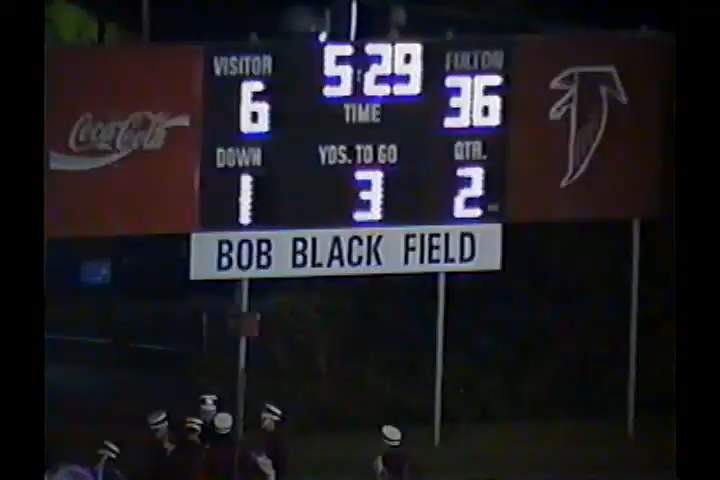 VISITOR 5:29 FULTON
6 TIME 36
Coca-Cola
DOWN YDS. TO GO QTR.
1 3 2
BOB BLACK FIELD